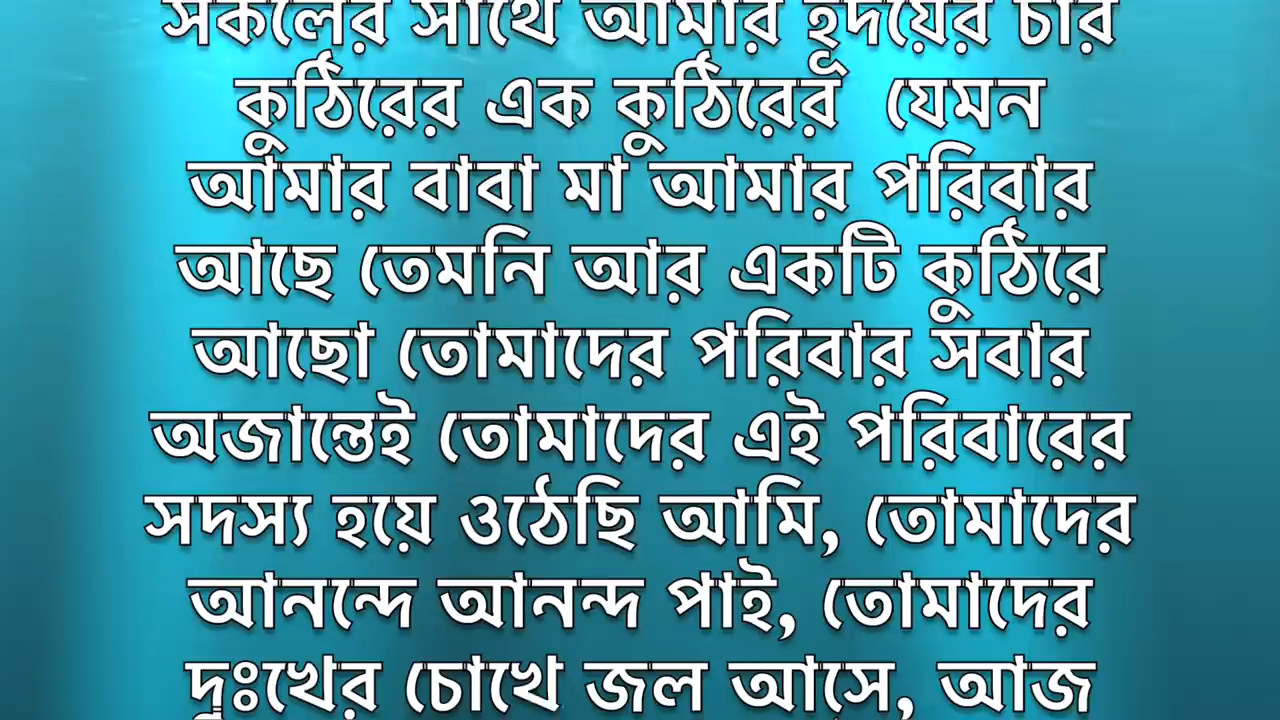 সকলের সাথে আমার হূদয়ের চার
কুঠিরের এক কুঠিরের যেমন
আমার বাবা মা আমার পরিবার
আছে তেমনি আর একটি কুঠিরে
আছো তোমাদের পরিবার সবার
অজান্তেই তোমাদের এই পরিবারের
সদস্য হয়ে ওঠেছি আমি, তোমাদের
আনন্দে আনন্দ পাই, তোমাদের
দুঃখের চোখে জল আসে, আজ